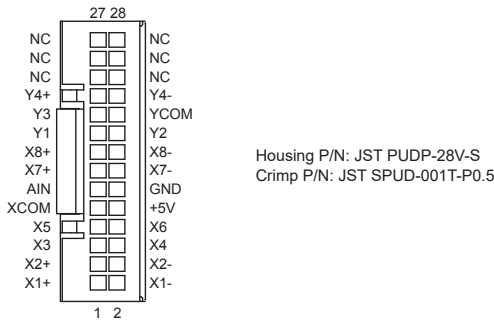 27 28
NC NC
NC NC
NC NC
Y4+ Y4-
Y3 YCOM
Y1 Y2
X8+ X8-
X7+ X7-
AIN GND
XCOM +5V
X5 X6
X3 X4
X2+ X2-
X1+ X1-
1 2
Housing P/N: JST PUDP-28V-S
Crimp P/N: JST SPUD-001T-P0.5